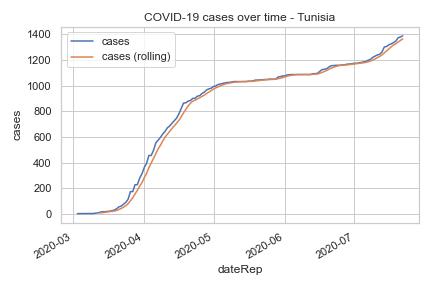 COVID-19 cases over time - Tunisia
cases
cases (rolling)
1400
1200
1000
800
600
400
200
0
cases
2020-03
2020-04
2020-05
2020-06
2020-07
dateRep